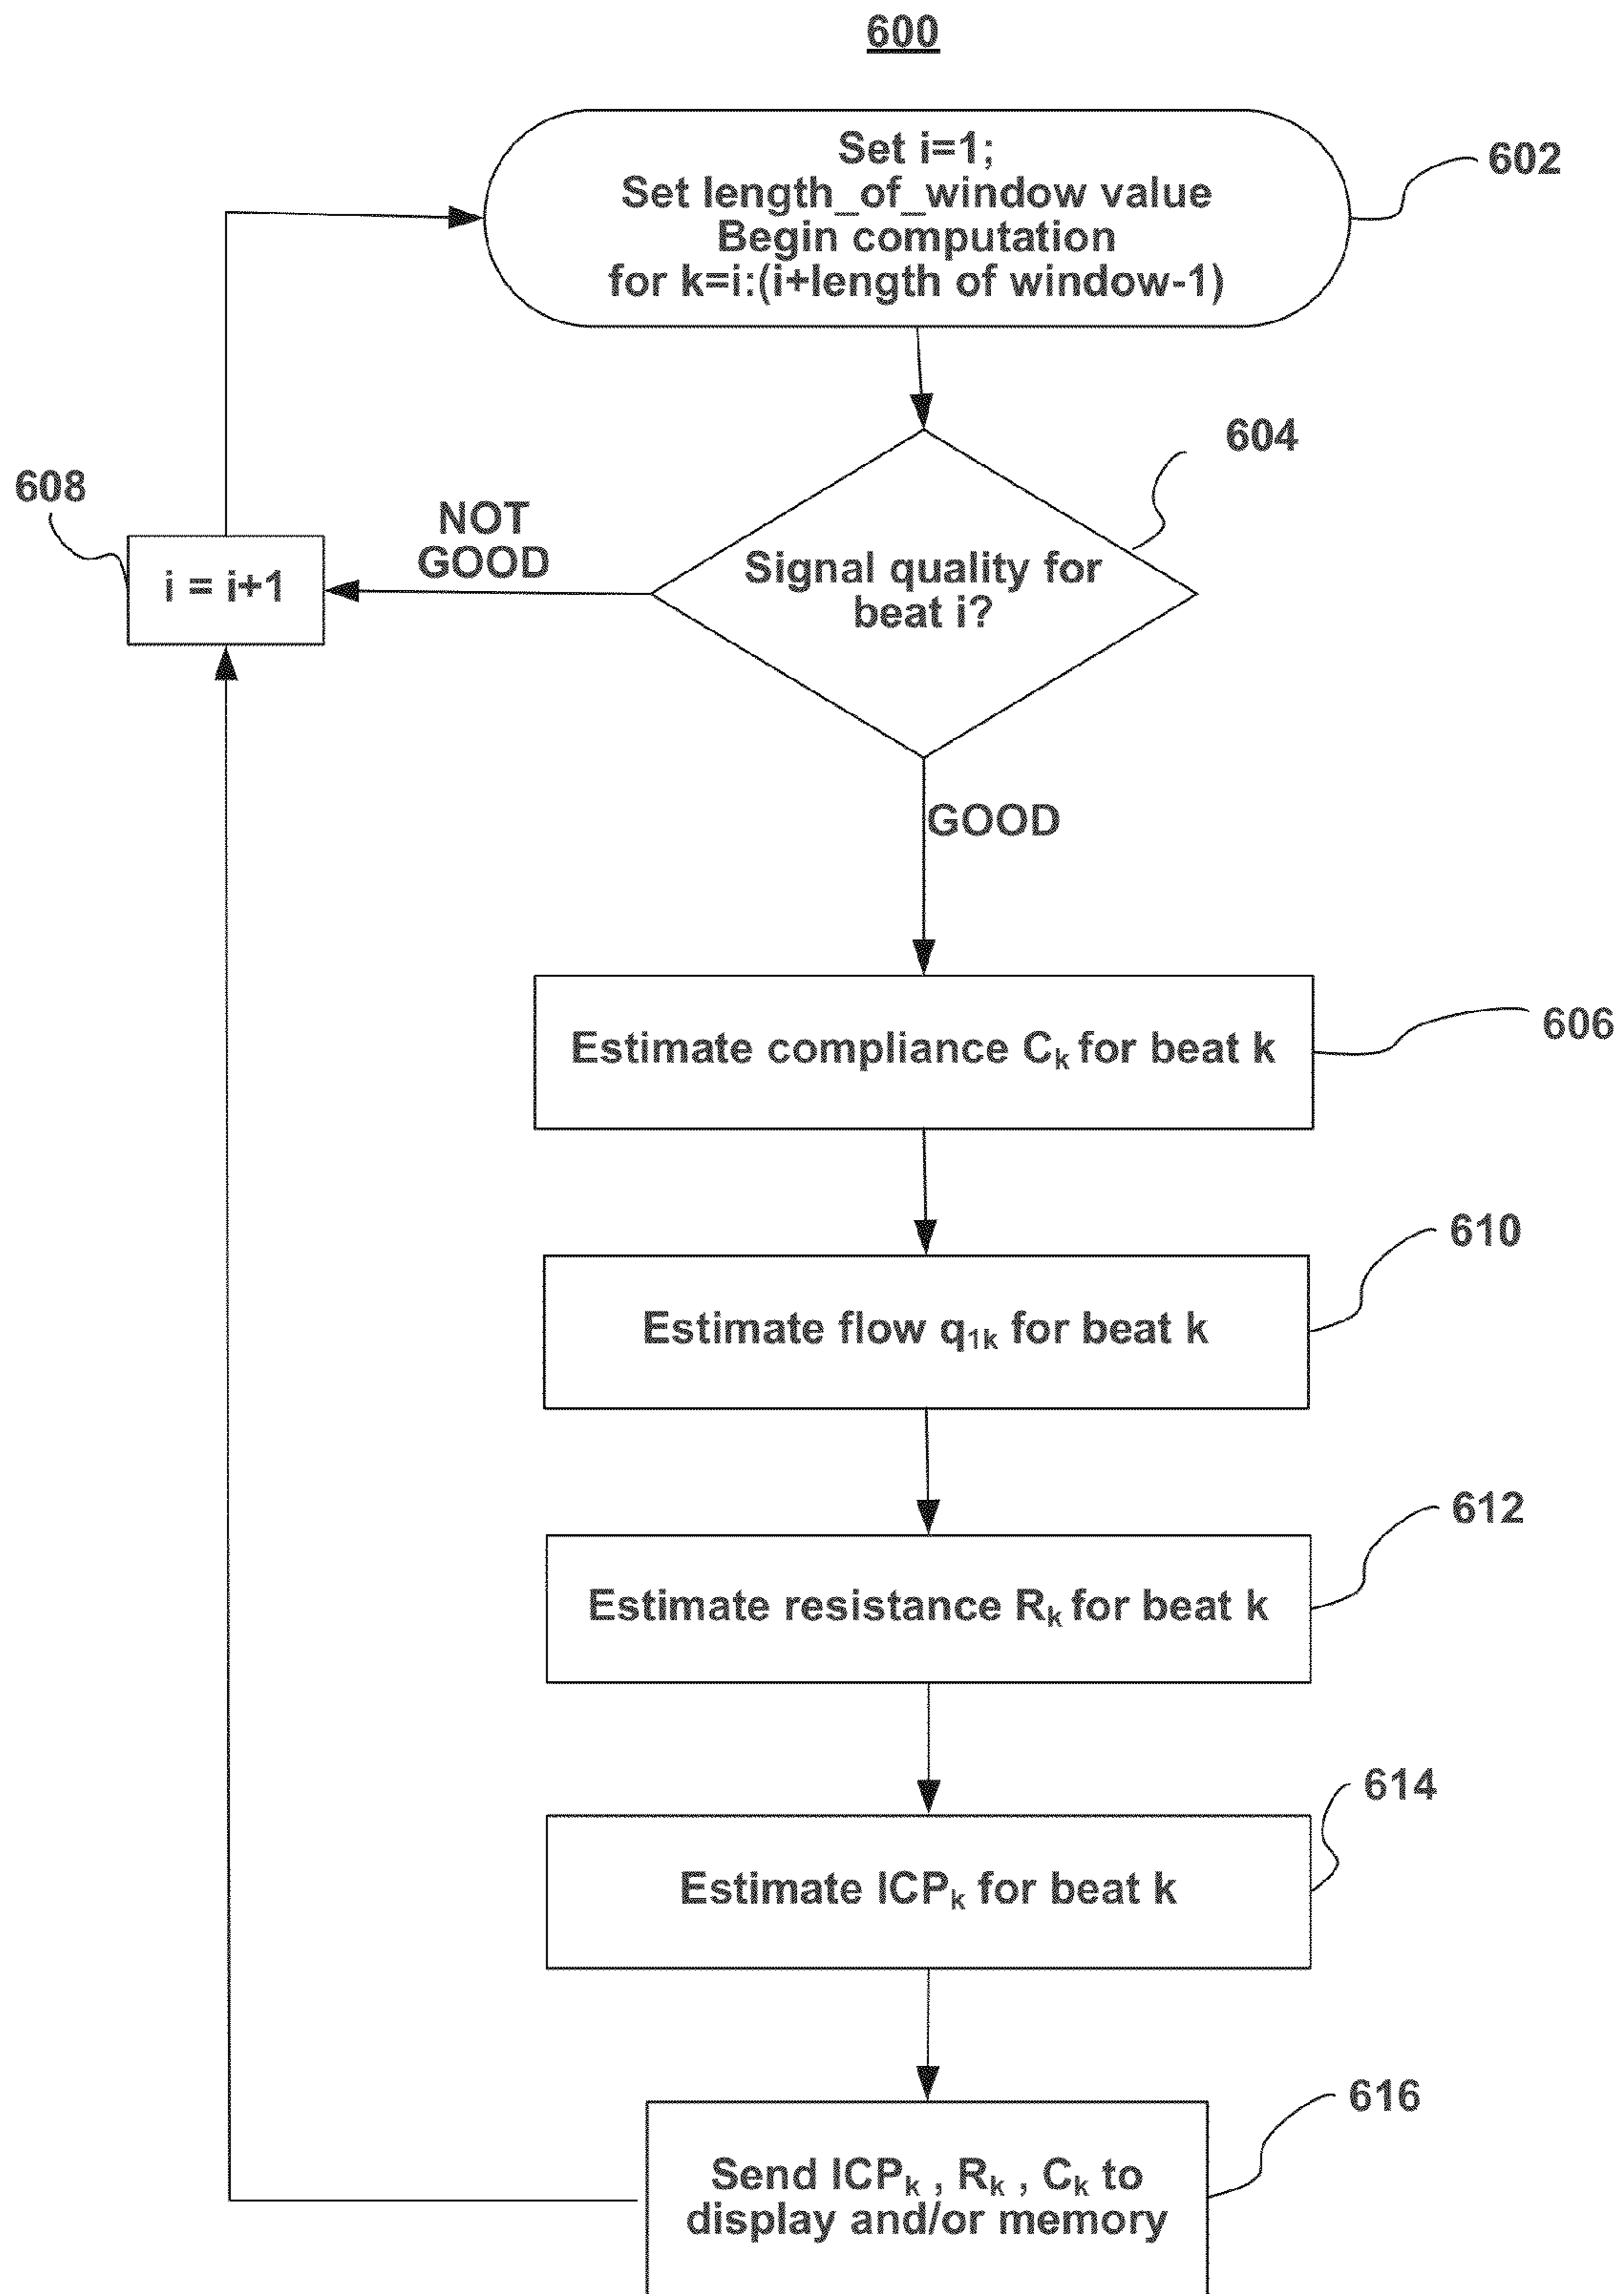 600
Set i=1;
Set length_of_window value
Begin computation
for k=i:(i+length of window-1)
602
604
608
NOT
GOOD
i = i+1
Signal quality for
beat i?
GOOD
Estimate compliance Cₖ for beat k
606
610
Estimate flow q₁ₖ for beat k
612
Estimate resistance Rₖ for beat k
614
Estimate ICPₖ for beat k
616
Send ICPₖ , Rₖ , Cₖ to
display and/or memory